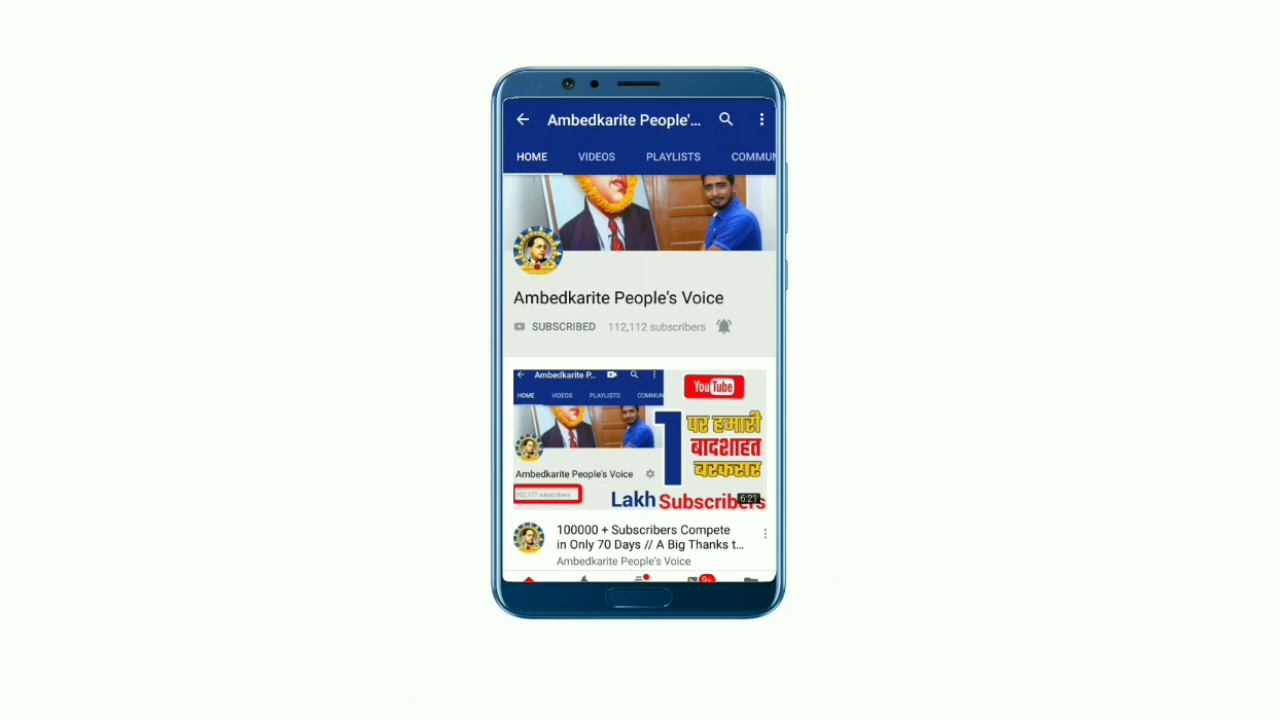 Ambedkarite People'...
HOME VIDEOS PLAYLISTS COMMUN
Ambedkarite People's Voice
SUBSCRIBED 112,112 subscribers
Ambedkarite P...
HOME VIDEOS PLAYLISTS COMMUN
YouTube
1 पर हमारी
बादशाहत
बरकरार
Ambedkarite People's Voice
subscribers
Lakh Subscribers
6:21
100000 + Subscribers Compete
in Only 70 Days // A Big Thanks t...
Ambedkarite People's Voice
9+